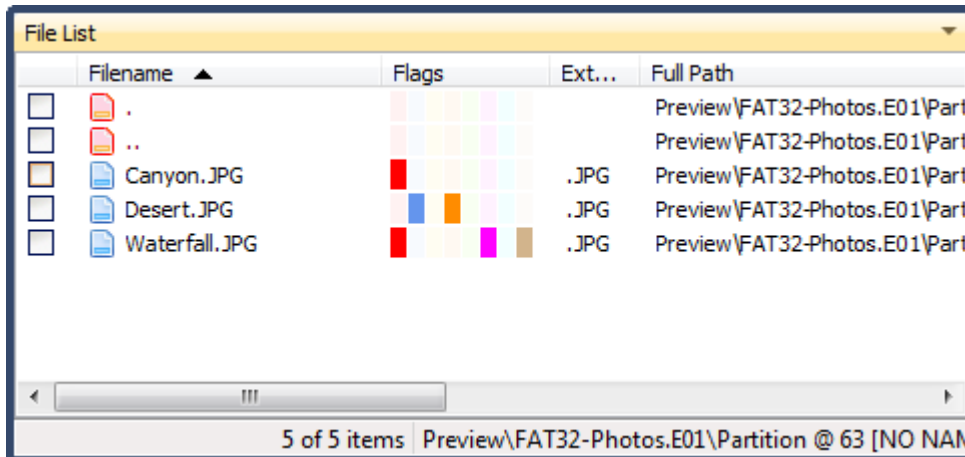 File List
Filename Flags Ext... Full Path
. Preview\FAT32-Photos.E01\Part
.. Preview\FAT32-Photos.E01\Part
Canyon.JPG .JPG Preview\FAT32-Photos.E01\Part
Desert.JPG .JPG Preview\FAT32-Photos.E01\Part
Waterfall.JPG .JPG Preview\FAT32-Photos.E01\Part
5 of 5 items Preview\FAT32-Photos.E01\Partition @ 63 [NO NAM